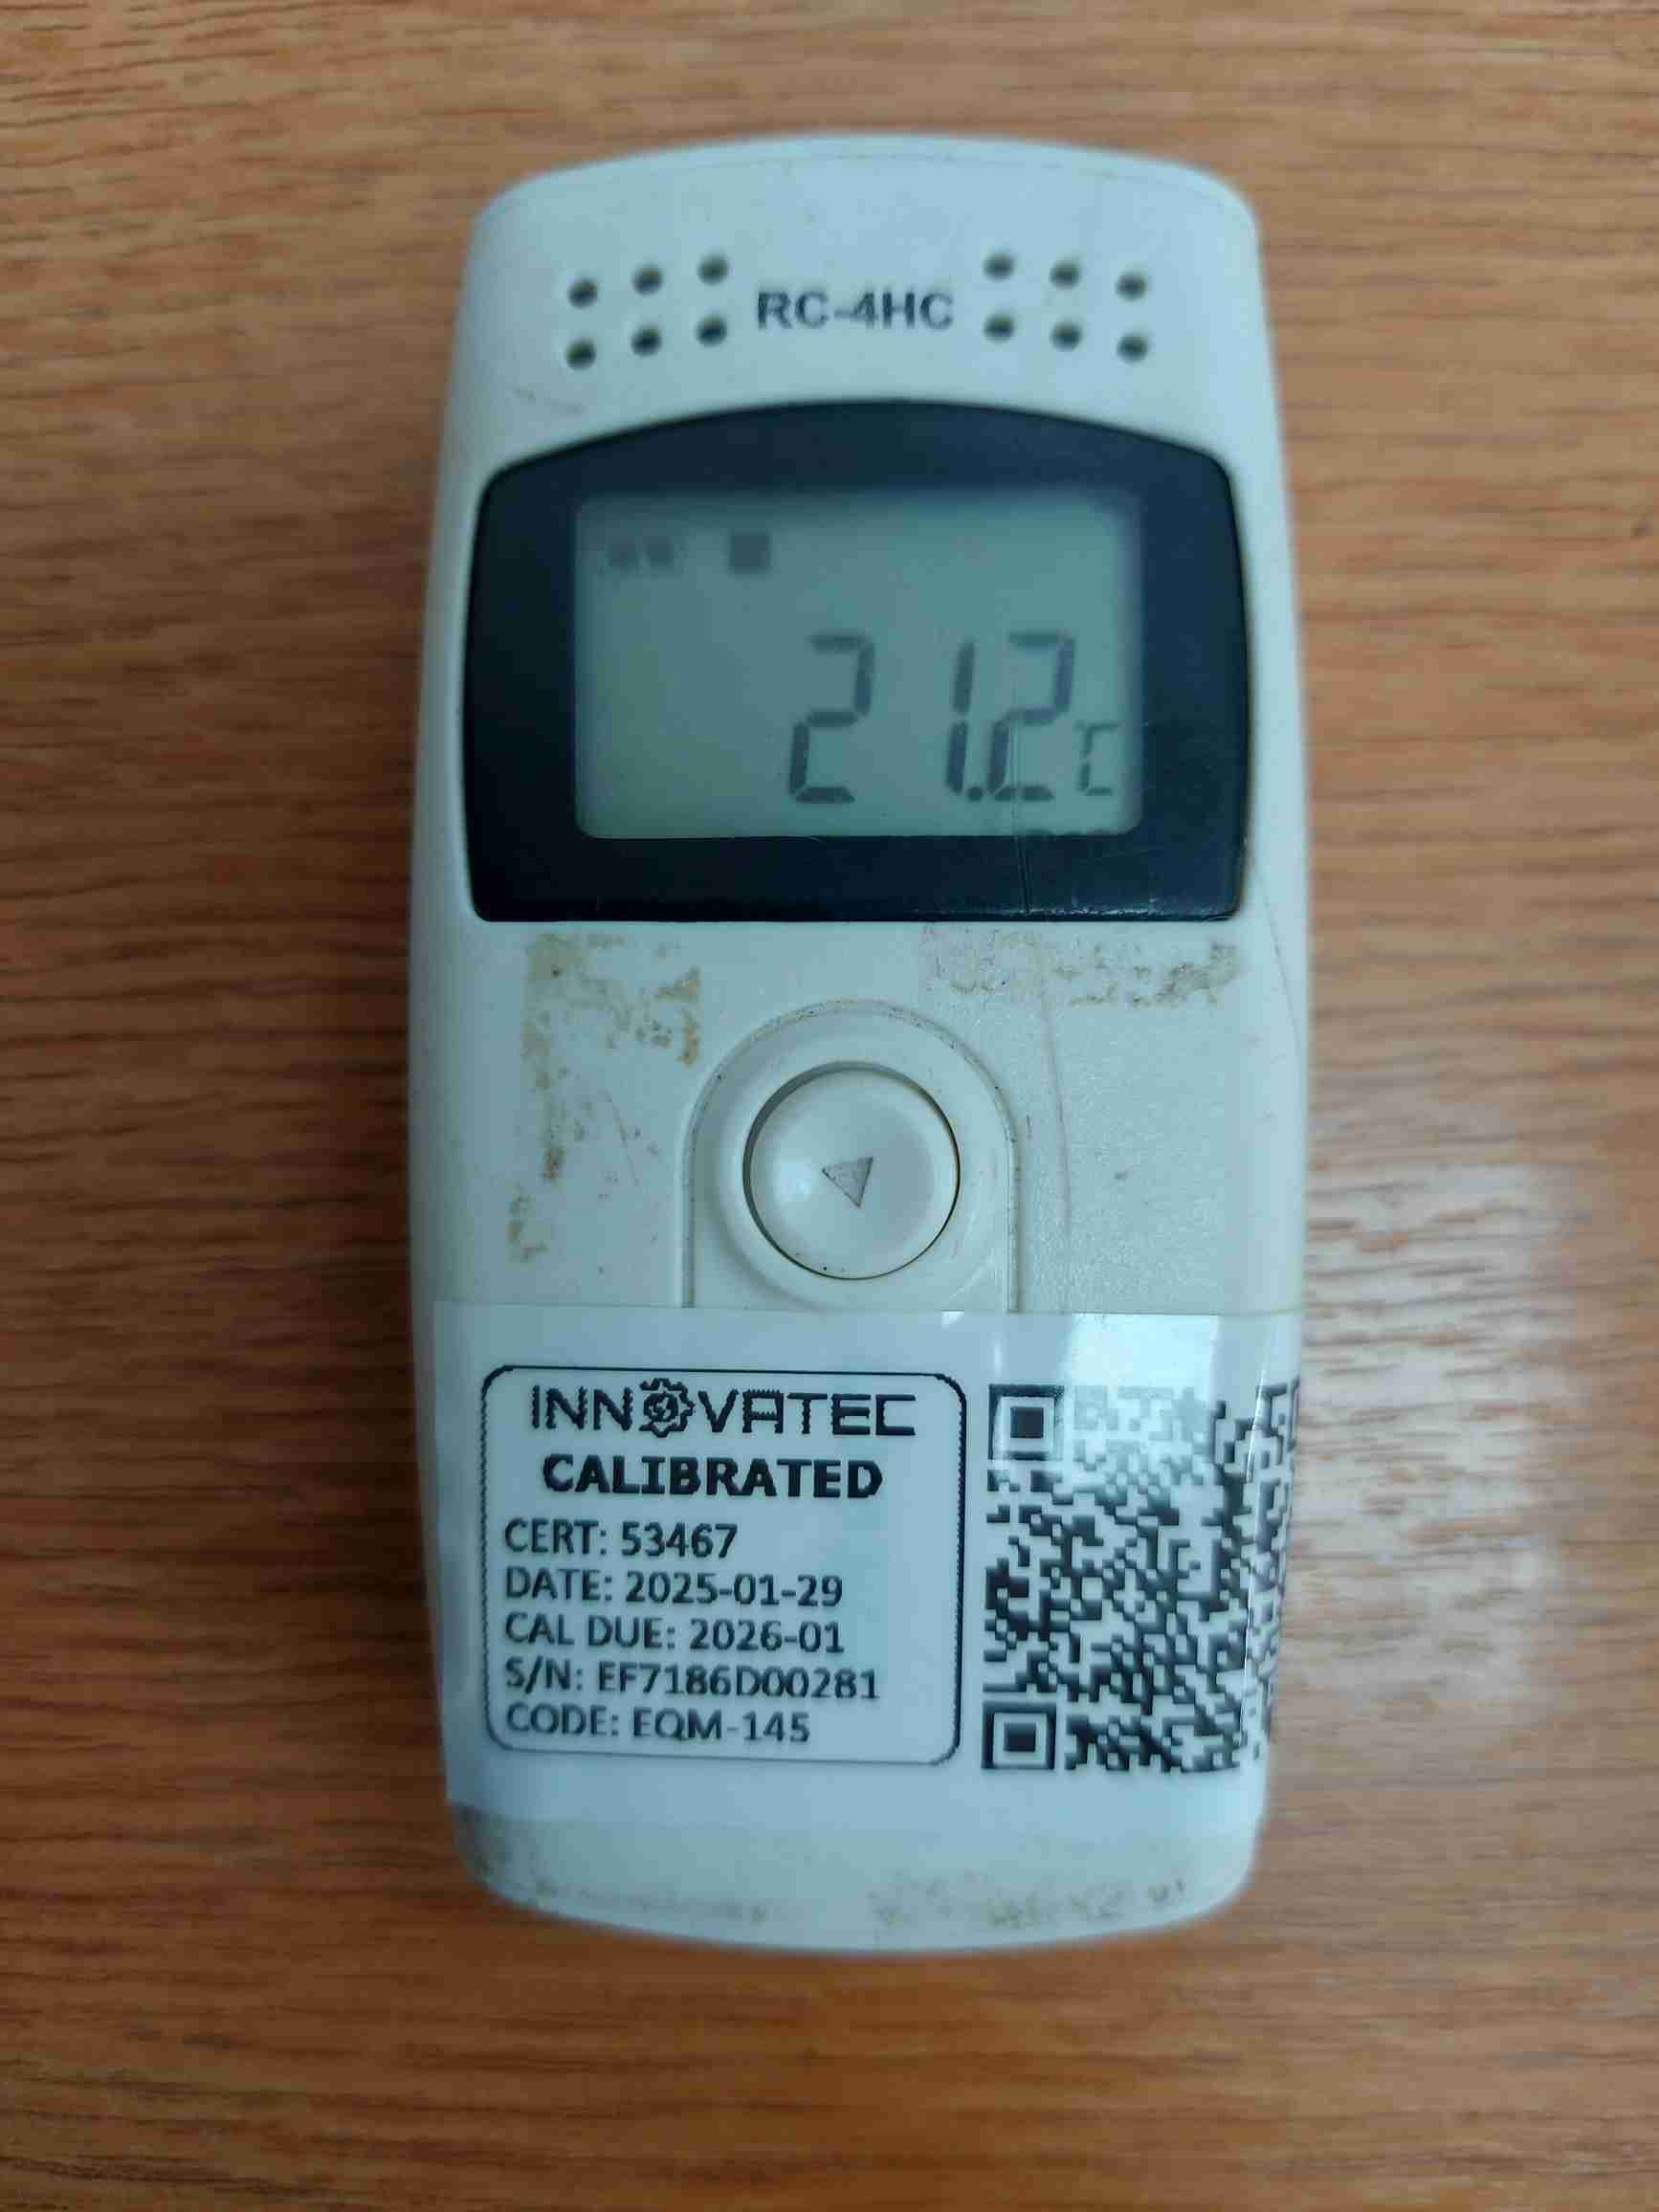 RC-4HC
21.2℃
INNOVATEC
CALIBRATED
CERT: 53467
DATE: 2025-01-29
CAL DUE: 2026-01
S/N: EF7186D00281
CODE: EQM-145